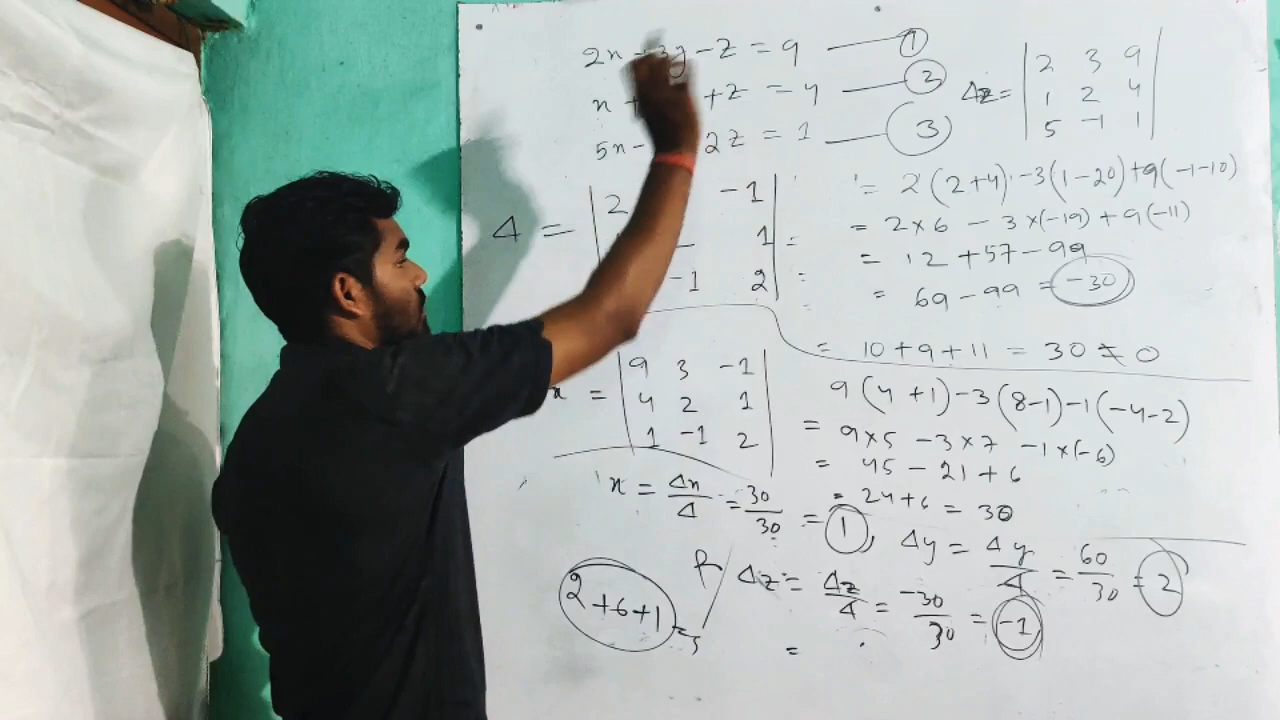 2x + 3y - z = 9 — ①
x + + z = 4 — ②
5x - 2z = 1 — ③
Δ = | 2 -1 |
1 | =
-1 2 | =
Δz = | 2 3 9 |
| 1 2 4 |
| 5 -1 1 |
= 2(2+4) -3(1-20) +9(-1-10)
= 2×6 - 3×(-19) + 9(-11)
= 12 + 57 - 99
= 69 - 99 = -30
= 10 + 9 + 11 = 30 ≠ 0
x = | 9 3 -1 |
| 4 2 1 |
| 1 -1 2 |
9(4+1) -3(8-1) -1(-4-2)
= 9×5 - 3×7 - 1×(-6)
= 45 - 21 + 6
= 24 + 6 = 30
x = Δx/Δ = 30/30 = 1,
Δy = Δy/Δ = 60/30 = 2
Δz = Δz/Δ = -30/30 = -1
2+6+1 =
=